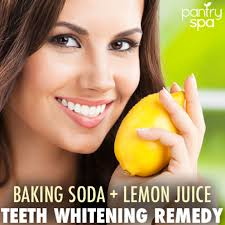 pantry
spa
BAKING SODA + LEMON JUICE
TEETH WHITENING REMEDY